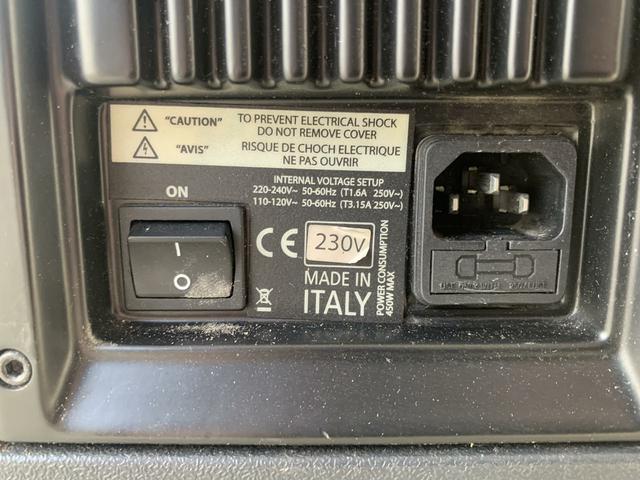 "CAUTION" TO PREVENT ELECTRICAL SHOCK
DO NOT REMOVE COVER
"AVIS" RISQUE DE CHOCH ELECTRIQUE
NE PAS OUVRIR
INTERNAL VOLTAGE SETUP
220-240V~ 50-60Hz (T1.6A 250V~)
110-120V~ 50-60Hz (T3.15A 250V~)
ON
I
O
CE 230V
MADE IN
ITALY
POWER CONSUMPTION
450W MAX